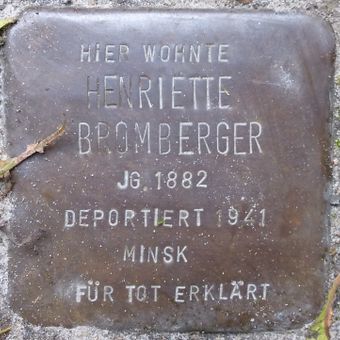 HIER WOHNTE
HENRIETTE
BROMBERGER
JG. 1882
DEPORTIERT 1941
MINSK
FÜR TOT ERKLÄRT